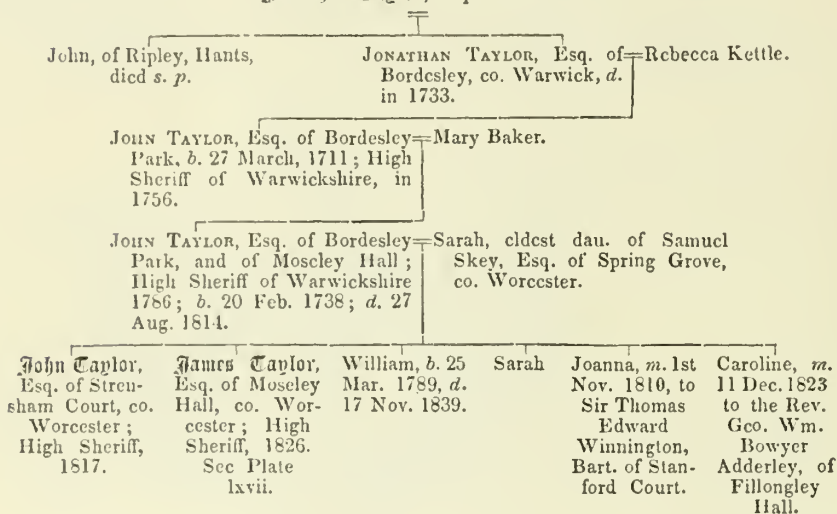 John, of Ripley, Hants,
died s. p.
JONATHAN TAYLOR, Esq. of
Bordesley, co. Warwick, d.
in 1733.
Rebecca Kettle.
JOHN TAYLOR, Esq. of Bordesley
Park, b. 27 March, 1711; High
Sheriff of Warwickshire, in
1756.
Mary Baker.
JOHN TAYLOR, Esq. of Bordesley
Park, and of Moseley Hall;
High Sheriff of Warwickshire
1786; b. 20 Feb. 1738; d. 27
Aug. 1814.
Sarah, eldest dau. of Samuel
Skey, Esq. of Spring Grove,
co. Worcester.
John Taylor,
Esq. of Stren-
sham Court, co.
Worcester;
High Sheriff,
1817.
James Taylor,
Esq. of Moseley
Hall, co. Wor-
cester; High
Sheriff, 1826.
See Plate
lxvii.
William, b. 25
Mar. 1789, d.
17 Nov. 1839.
Sarah
Joanna, m. 1st
Nov. 1810, to
Sir Thomas
Edward
Winnington,
Bart. of Stan-
ford Court.
Caroline, m.
11 Dec. 1823
to the Rev.
Geo. Wm.
Bowyer
Adderley, of
Fillongley
Hall.